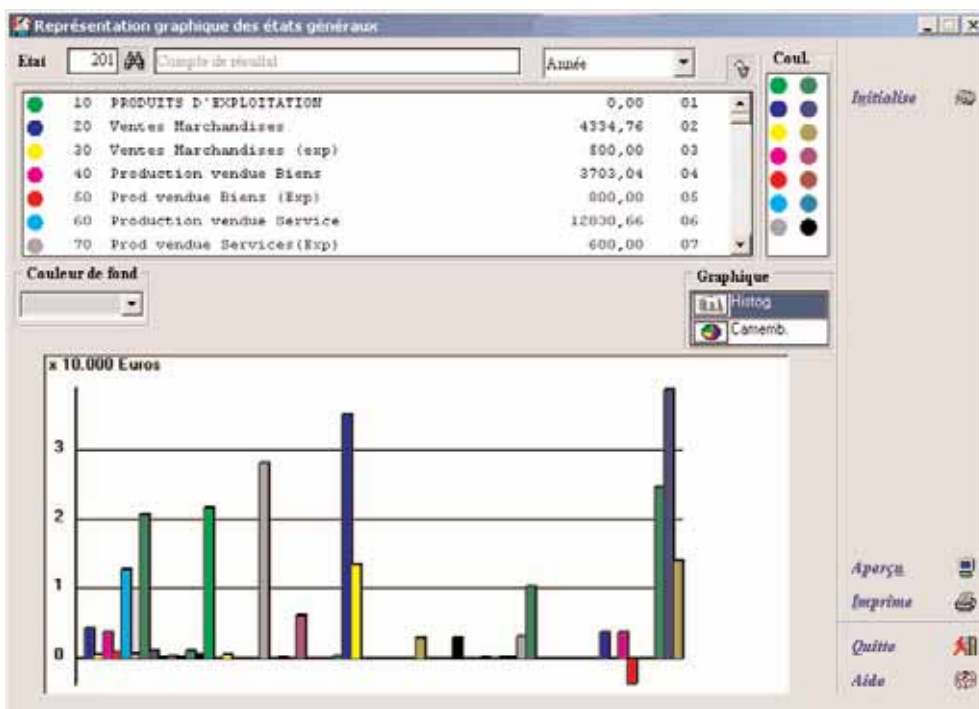 Représentation graphique des états généraux
Etat 201 Compte de résultat Année Coul.
10 PRODUITS D'EXPLOITATION 0,00 01
20 Ventes Marchandises 4334,76 02
30 Ventes Marchandises (exp) 500,00 03
40 Production vendue Biens 3703,04 04
50 Prod vendue Biens (Exp) 800,00 05
60 Production vendue Service 06
70 Prod vendue Services(Exp) 600,00 07
Initialise
Couleur de fond
Graphique
Histog
Camemb.
x 10.000 Euros
3
2
1
0
Aperçu
Imprime
Quitte
Aide